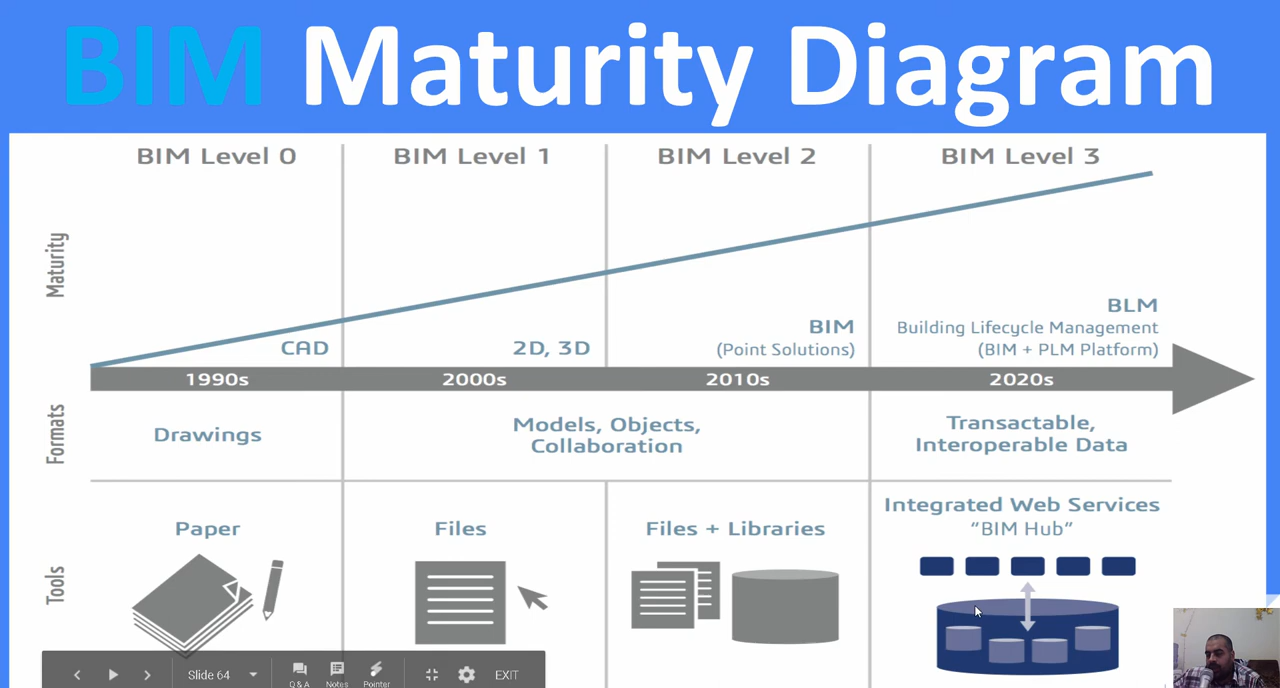 BIM Maturity Diagram
BIM Level 0
BIM Level 1
BIM Level 2
BIM Level 3
Maturity
CAD
2D, 3D
BIM
(Point Solutions)
BLM
Building Lifecycle Management
(BIM + PLM Platform)
1990s
2000s
2010s
2020s
Formats
Drawings
Models, Objects,
Collaboration
Transactable,
Interoperable Data
Tools
Paper
Files
Files + Libraries
Integrated Web Services
“BIM Hub”
Slide 64
Q & A
Notes
Pointer
EXIT